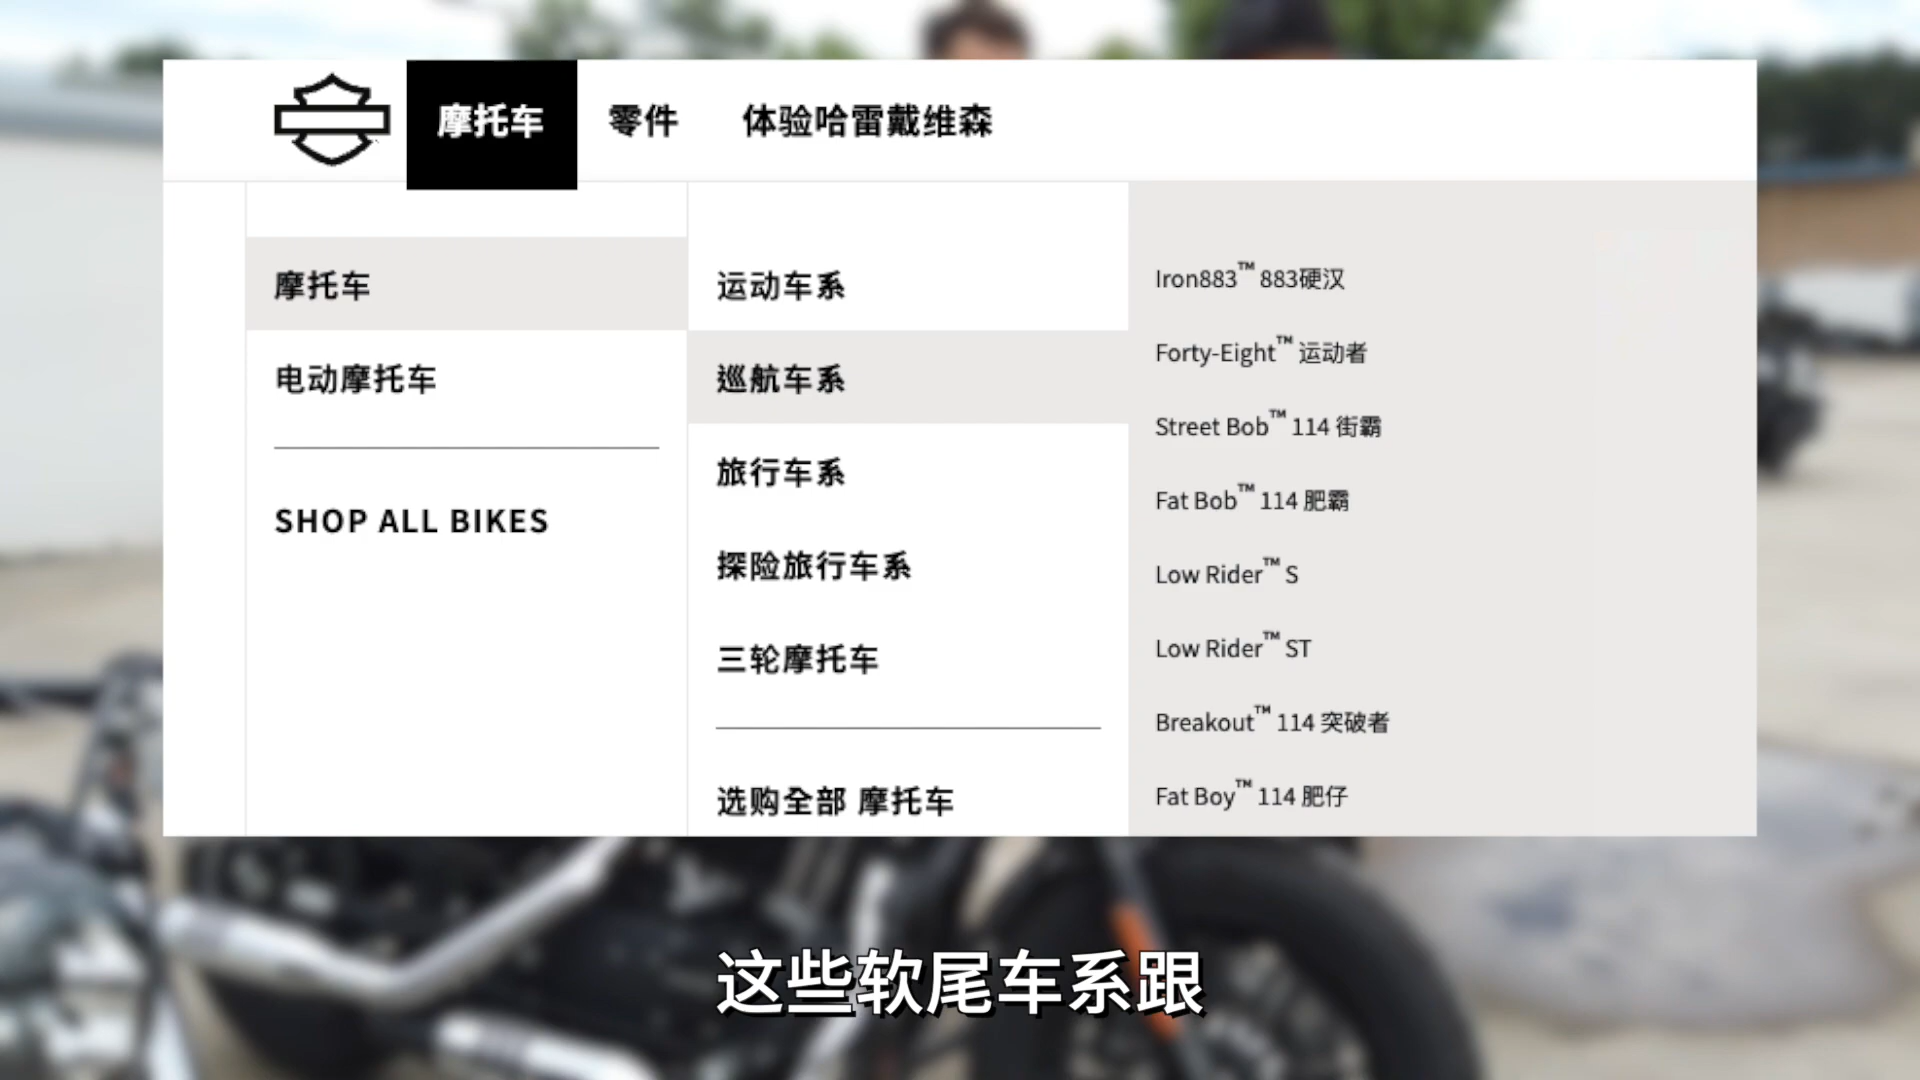 摩托车 零件 体验哈雷戴维森
摩托车
电动摩托车
SHOP ALL BIKES
运动车系
巡航车系
旅行车系
探险旅行车系
三轮摩托车
选购全部 摩托车
Iron883™ 883硬汉
Forty-Eight™ 运动者
Street Bob™ 114 街霸
Fat Bob™ 114 肥霸
Low Rider™ S
Low Rider™ ST
Breakout™ 114 突破者
Fat Boy™ 114 肥仔
这些软尾车系跟